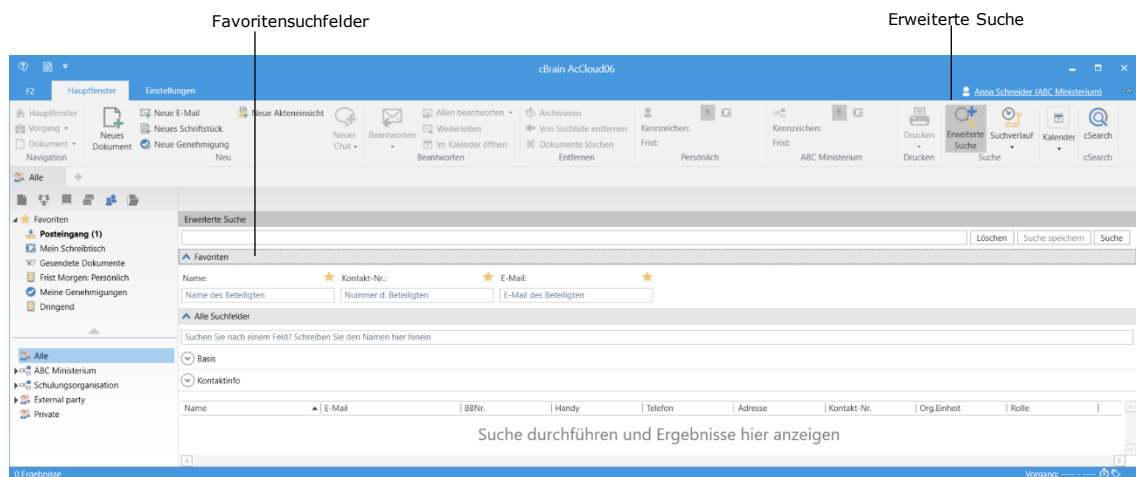 Favoritensuchfelder
Erweiterte Suche
cBrain AcCloud06
F2 Hauptfenster Einstellungen
Anna Schneider (ABC Ministerium)
Hauptfenster
Vorgang
Dokument
Navigation
Neues
Dokument
Neue E-Mail
Neues Schriftstück
Neue Genehmigung
Neue Akteneinsicht
Neu
Neuer
Chat
Beantworten
Allen beantworten
Weiterleiten
Im Kalender öffnen
Beantworten
Archivieren
Von Suchliste entfernen
Dokumente löschen
Entfernen
Kennzeichen:
Frist:
Persönlich
Kennzeichen:
Frist:
ABC Ministerium
Drucken
Drucken
Erweiterte
Suche
Suchverlauf
Suche
Kalender
cSearch
cSearch
Alle
Favoriten
Posteingang (1)
Mein Schreibtisch
Gesendete Dokumente
Frist Morgen: Persönlich
Meine Genehmigungen
Dringend
Alle
ABC Ministerium
Schulungsorganisation
External party
Private
Erweiterte Suche
Löschen Suche speichern Suche
Favoriten
Name: Kontakt-Nr.: E-Mail:
Name des Beteiligten Nummer d. Beteiligten E-Mail des Beteiligten
Alle Suchfelder
Suchen Sie nach einem Feld? Schreiben Sie den Namen hier hinein
Basis
Kontaktinfo
Name E-Mail BBNr. Handy Telefon Adresse Kontakt-Nr. Org.Einheit Rolle
Suche durchführen und Ergebnisse hier anzeigen
0 Ergebnisse
Vorgang: ---- - ----